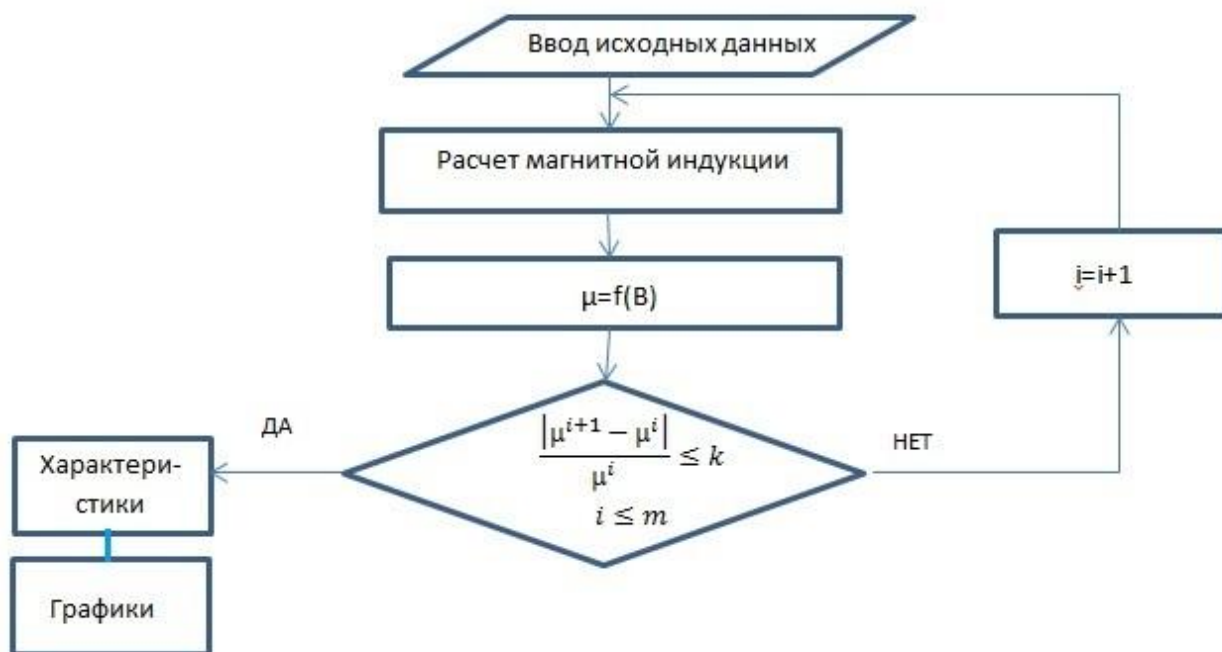 Ввод исходных данных
Расчет магнитной индукции
i=i+1
μ=f(B)
|μ^{i+1} − μ^i| / μ^i ≤ k
i ≤ m
ДА
НЕТ
Характери-
стики
Графики